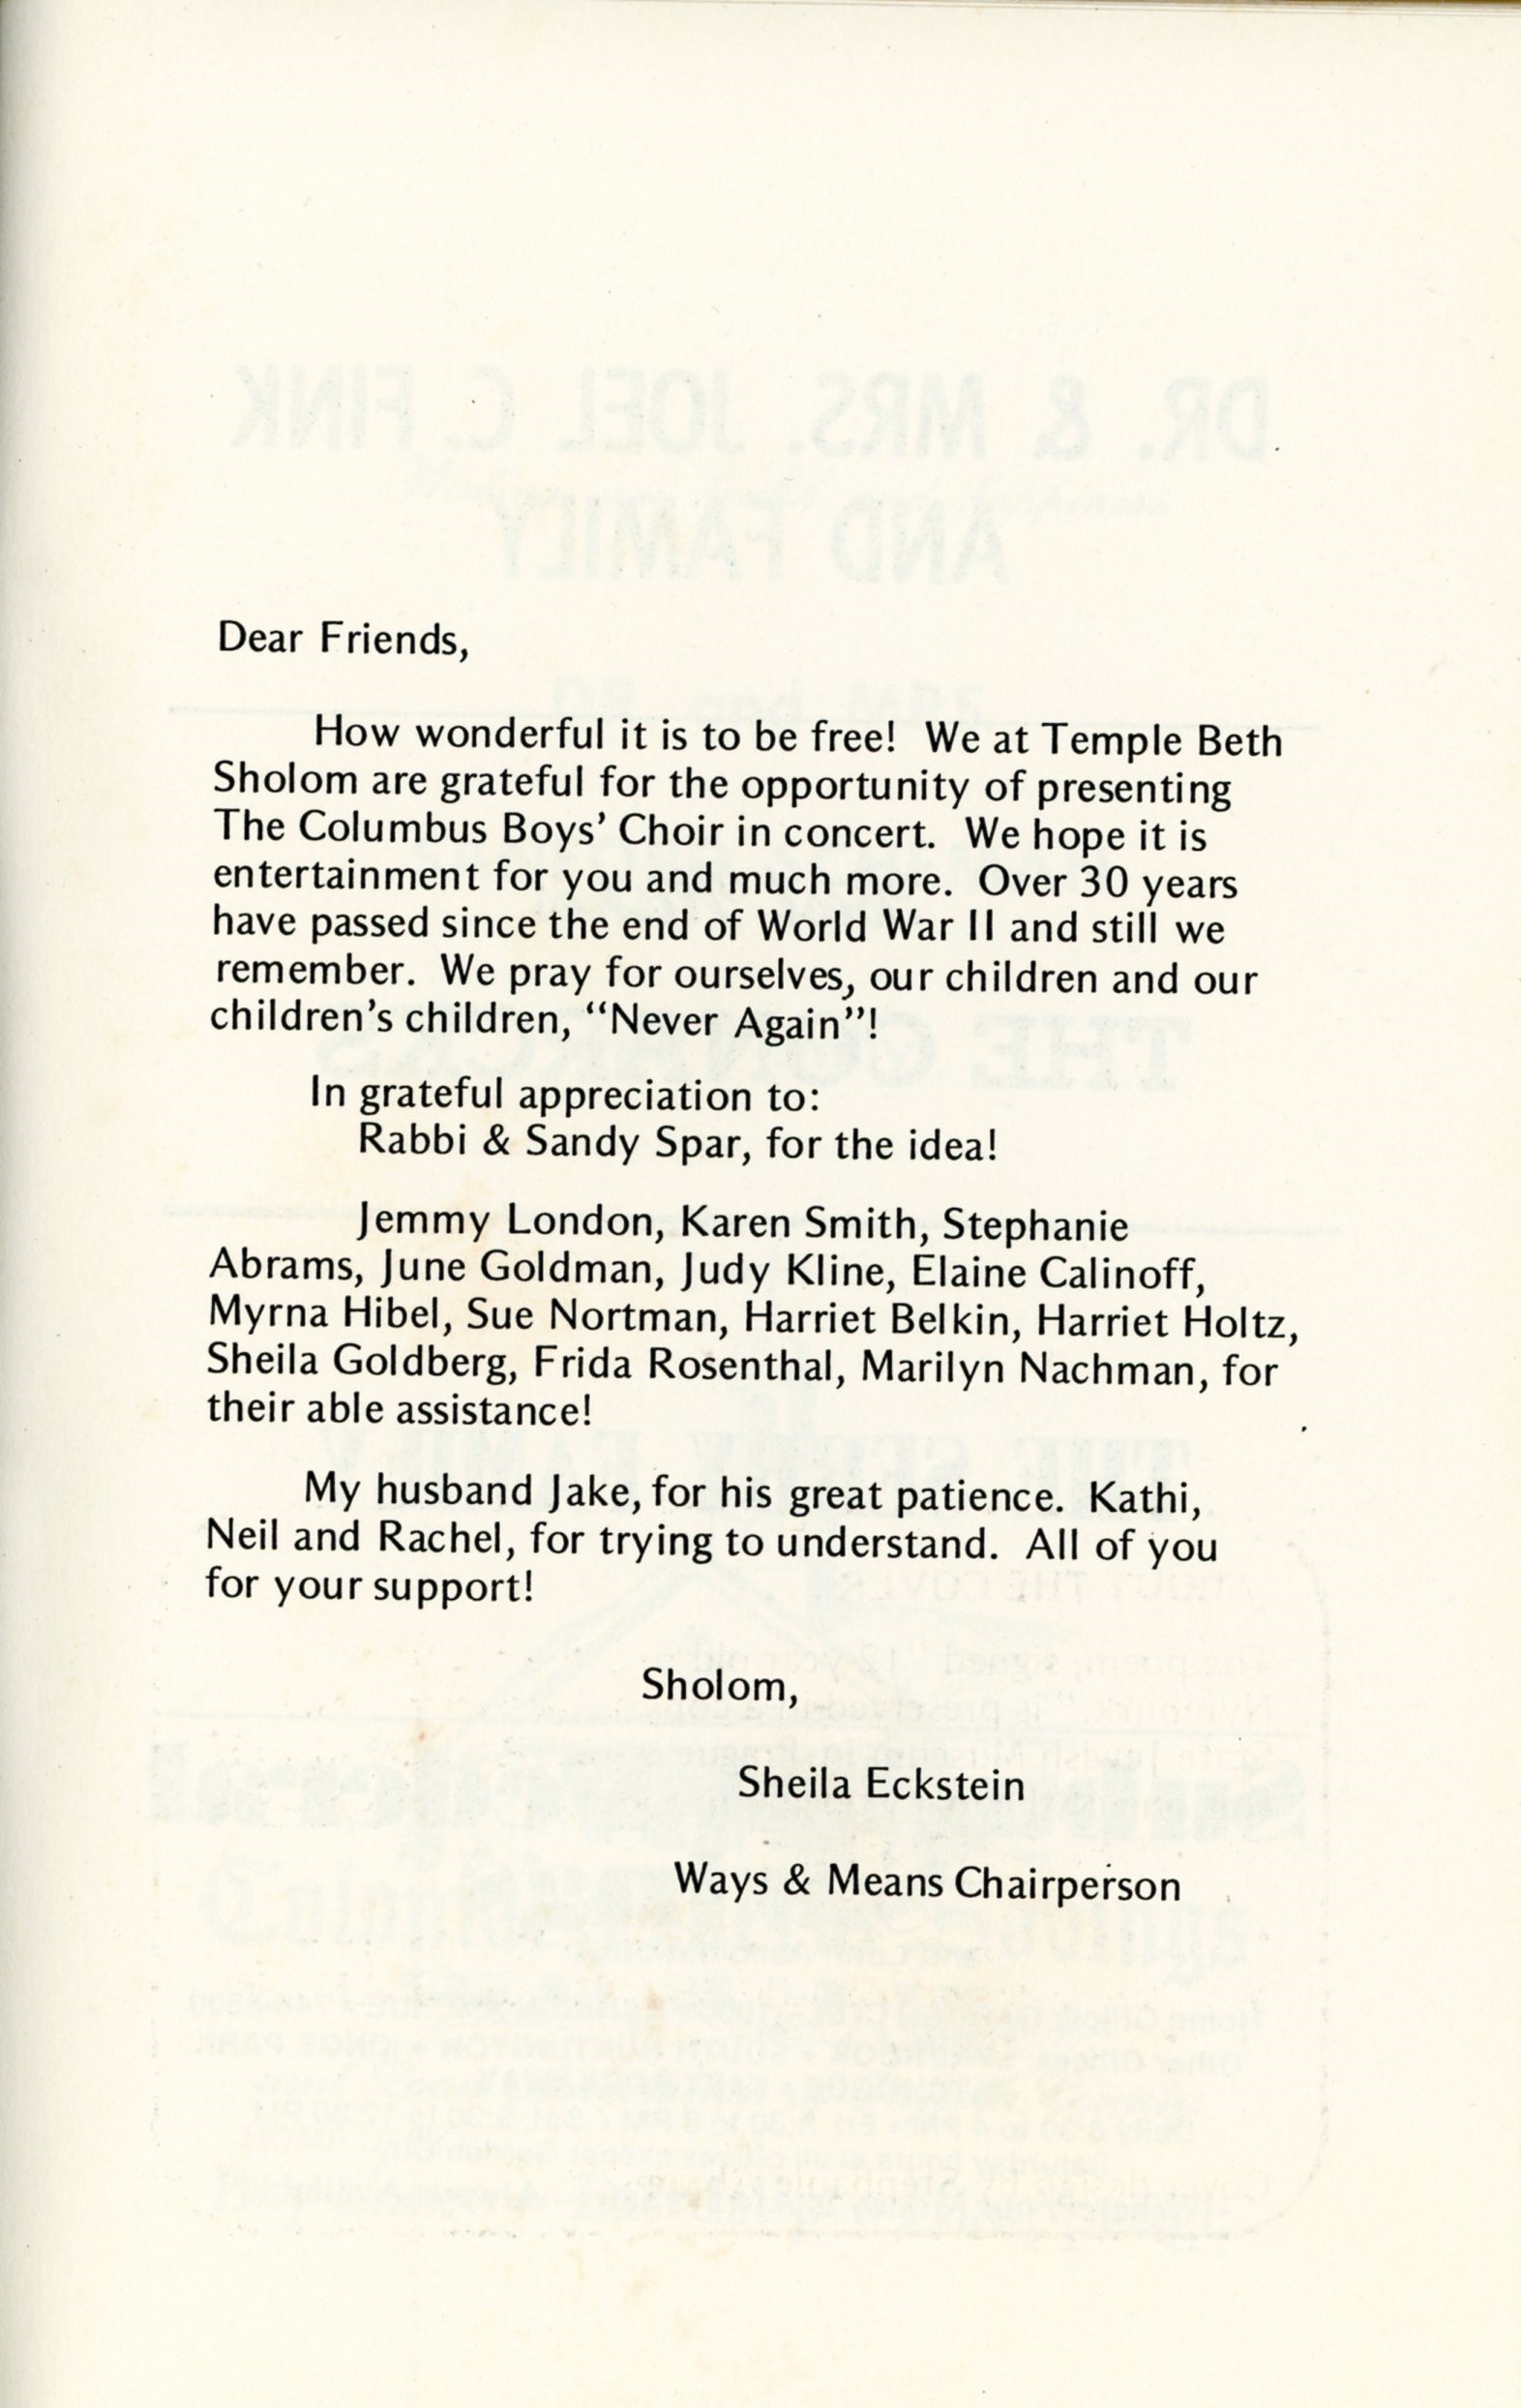 Dear Friends,
How wonderful it is to be free! We at Temple Beth
Sholom are grateful for the opportunity of presenting
The Columbus Boys' Choir in concert. We hope it is
entertainment for you and much more. Over 30 years
have passed since the end of World War II and still we
remember. We pray for ourselves, our children and our
children's children, “Never Again”!
In grateful appreciation to:
Rabbi & Sandy Spar, for the idea!
Jemmy London, Karen Smith, Stephanie
Abrams, June Goldman, Judy Kline, Elaine Calinoff,
Myrna Hibel, Sue Nortman, Harriet Belkin, Harriet Holtz,
Sheila Goldberg, Frida Rosenthal, Marilyn Nachman, for
their able assistance!
My husband Jake, for his great patience. Kathi,
Neil and Rachel, for trying to understand. All of you
for your support!
Sholom,
Sheila Eckstein
Ways & Means Chairperson